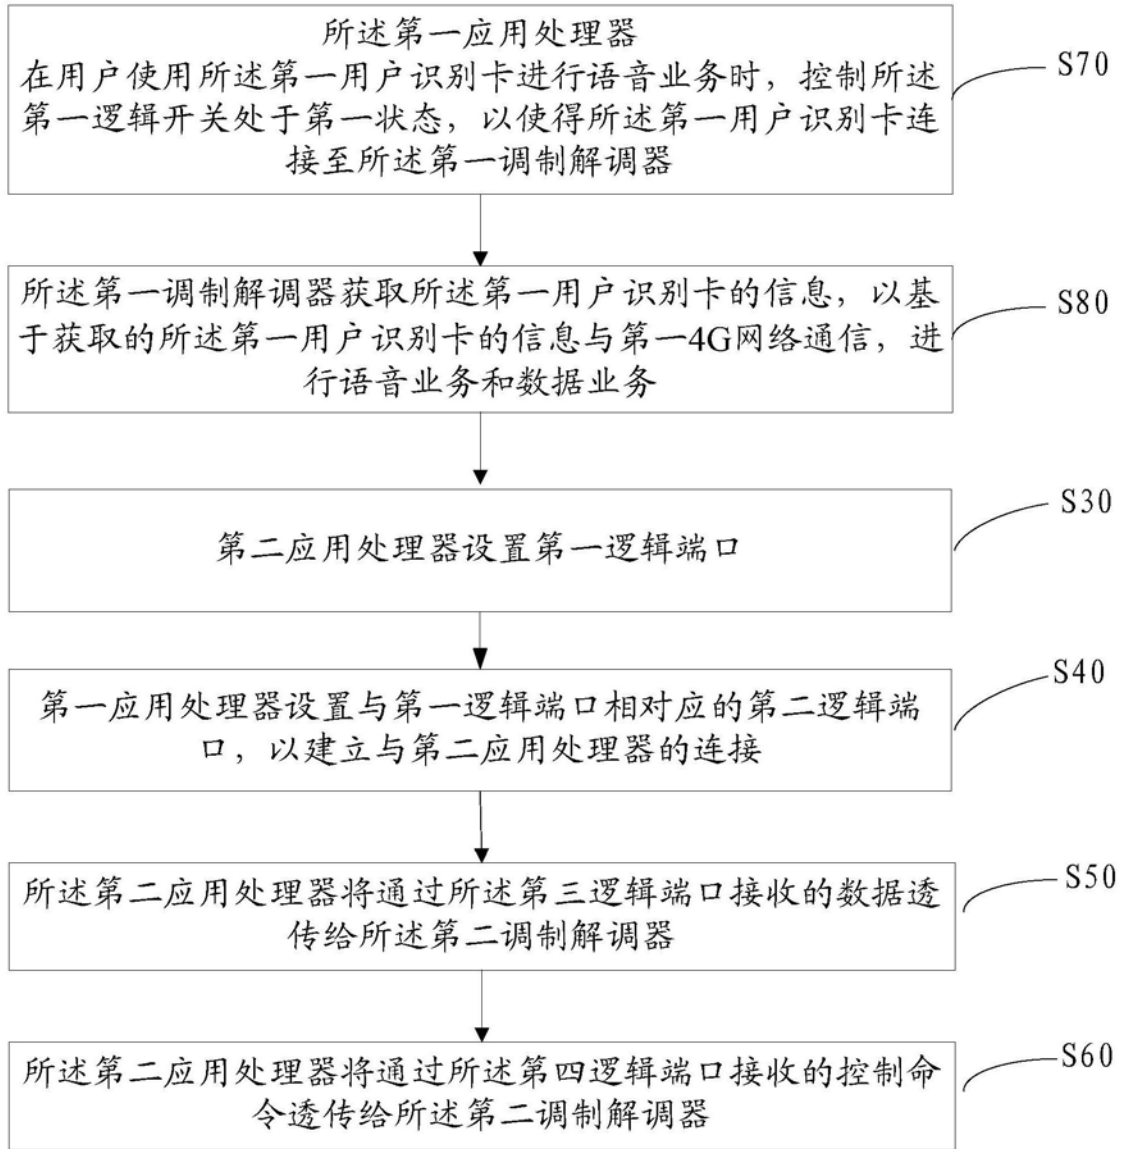 所述第一应用处理器
在用户使用所述第一用户识别卡进行语音业务时，控制所述
第一逻辑开关处于第一状态，以使得所述第一用户识别卡连
接至所述第一调制解调器
S70
所述第一调制解调器获取所述第一用户识别卡的信息，以基
于获取的所述第一用户识别卡的信息与第一4G网络通信，进
行语音业务和数据业务
S80
第二应用处理器设置第一逻辑端口
S30
第一应用处理器设置与第一逻辑端口相对应的第二逻辑端
口，以建立与第二应用处理器的连接
S40
所述第二应用处理器将通过所述第三逻辑端口接收的数据透
传给所述第二调制解调器
S50
所述第二应用处理器将通过所述第四逻辑端口接收的控制命
令透传给所述第二调制解调器
S60